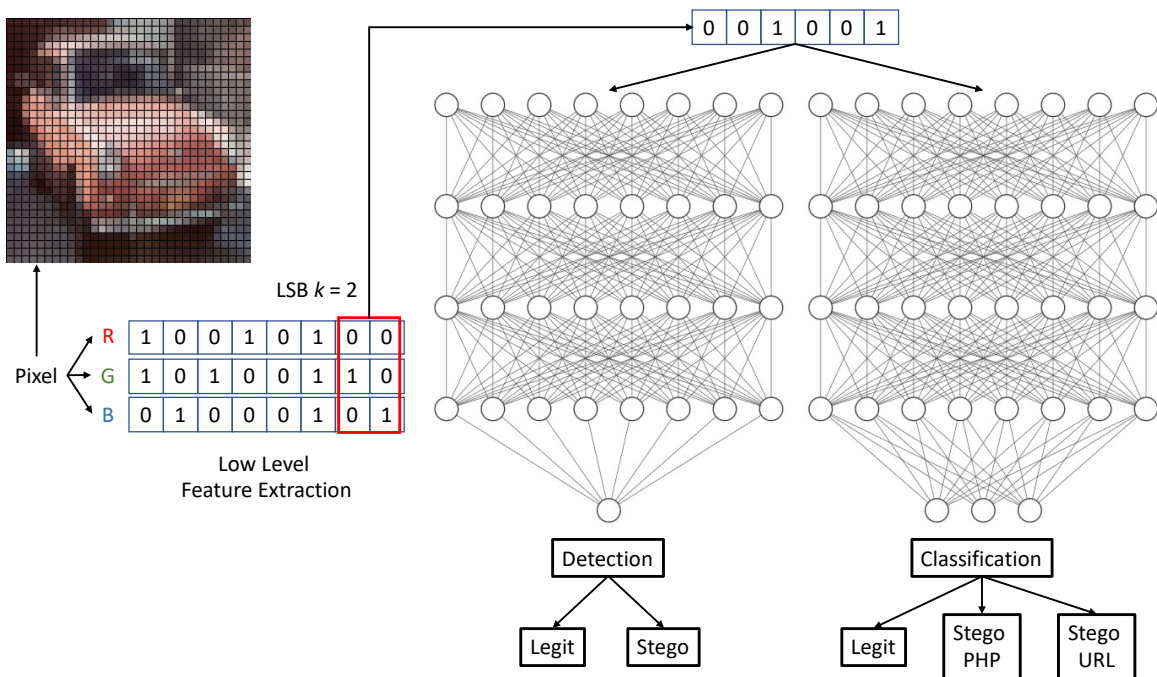 0 0 1 0 0 1
LSB k = 2
R 1 0 0 1 0 1 0 0
Pixel G 1 0 1 0 0 1 1 0
B 0 1 0 0 0 1 0 1
Low Level
Feature Extraction
Detection
Legit Stego
Classification
Legit
Stego
PHP
Stego
URL